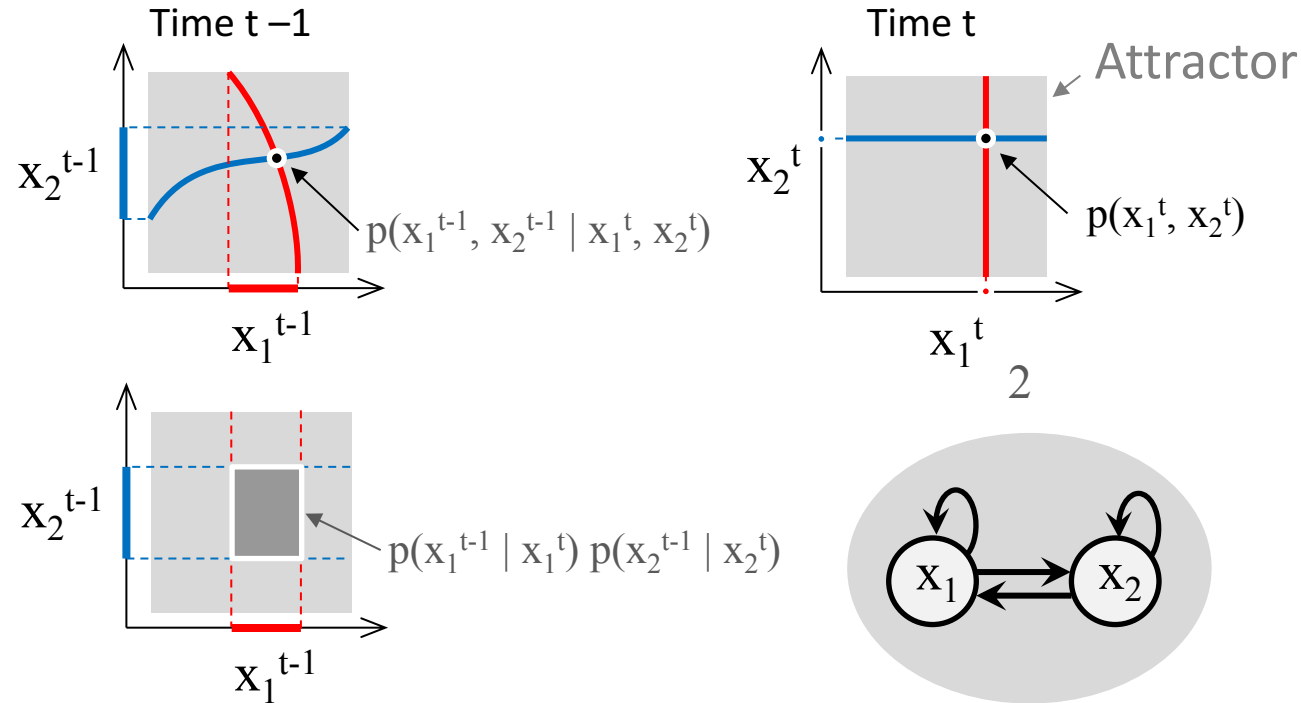 Time t –1
Time t
Attractor
x₂ᵗ⁻¹
p(x₁ᵗ⁻¹, x₂ᵗ⁻¹ | x₁ᵗ, x₂ᵗ)
x₁ᵗ⁻¹
x₂ᵗ
p(x₁ᵗ, x₂ᵗ)
x₁ᵗ
2
x₂ᵗ⁻¹
p(x₁ᵗ⁻¹ | x₁ᵗ) p(x₂ᵗ⁻¹ | x₂ᵗ)
x₁ᵗ⁻¹
x₁
x₂